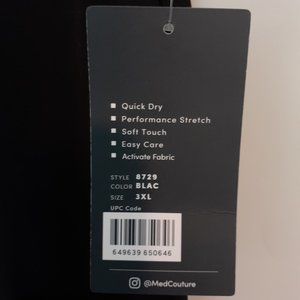 Quick Dry
Performance Stretch
Soft Touch
Easy Care
Activate Fabric
STYLE 8729
COLOR BLAC
SIZE 3XL
UPC Code
649639 650646
@MedCouture